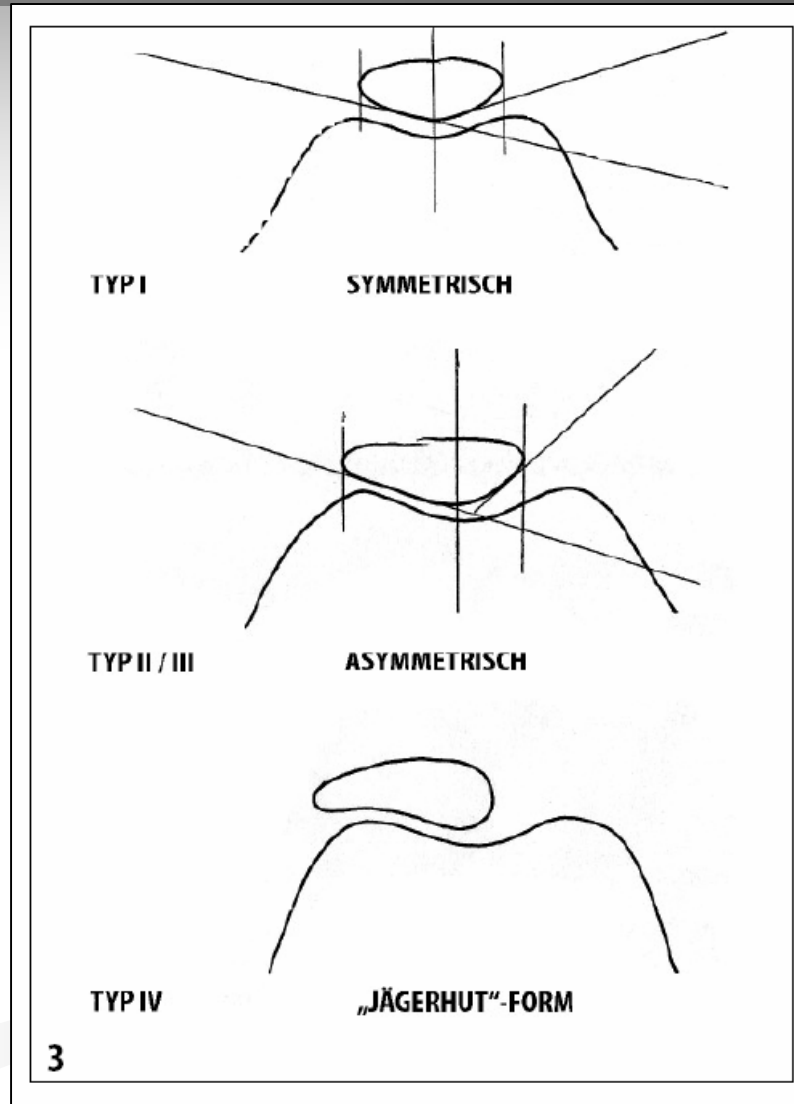 TYP I SYMMETRISCH
TYP II / III ASYMMETRISCH
TYP IV „JÄGERHUT“-FORM
3